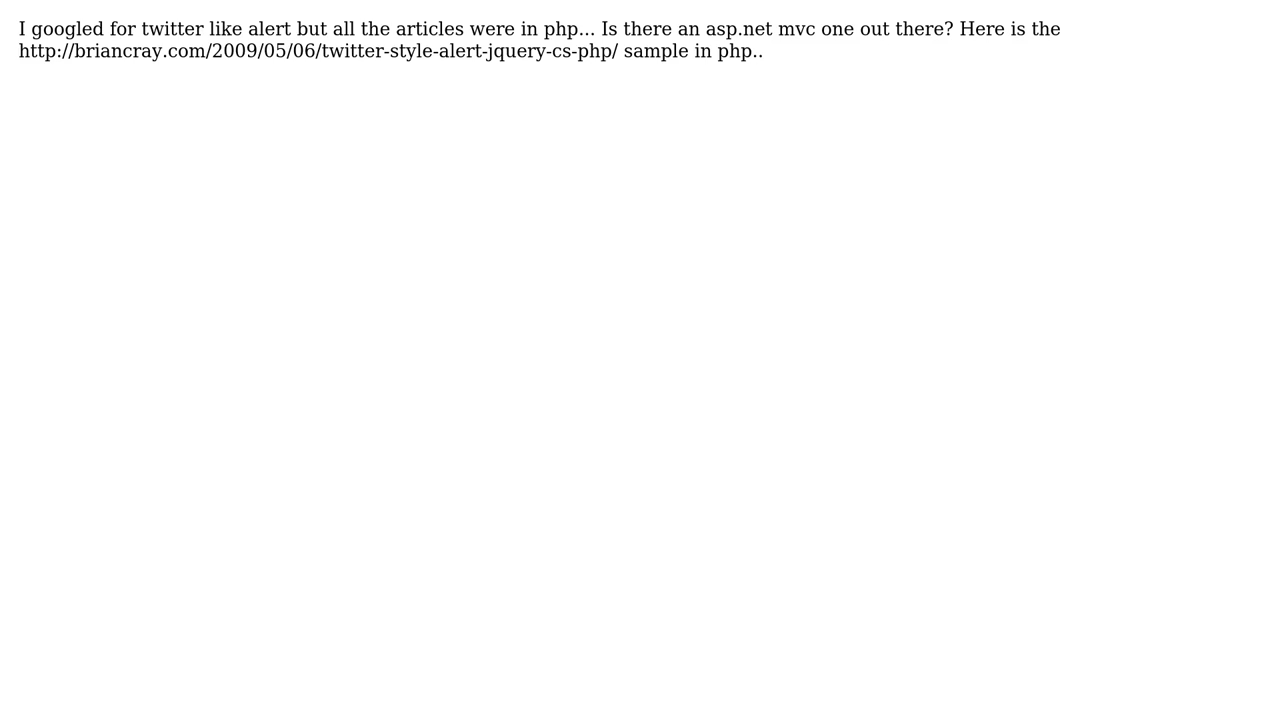 I googled for twitter like alert but all the articles were in php... Is there an asp.net mvc one out there? Here is the
http://briancray.com/2009/05/06/twitter-style-alert-jquery-cs-php/ sample in php..